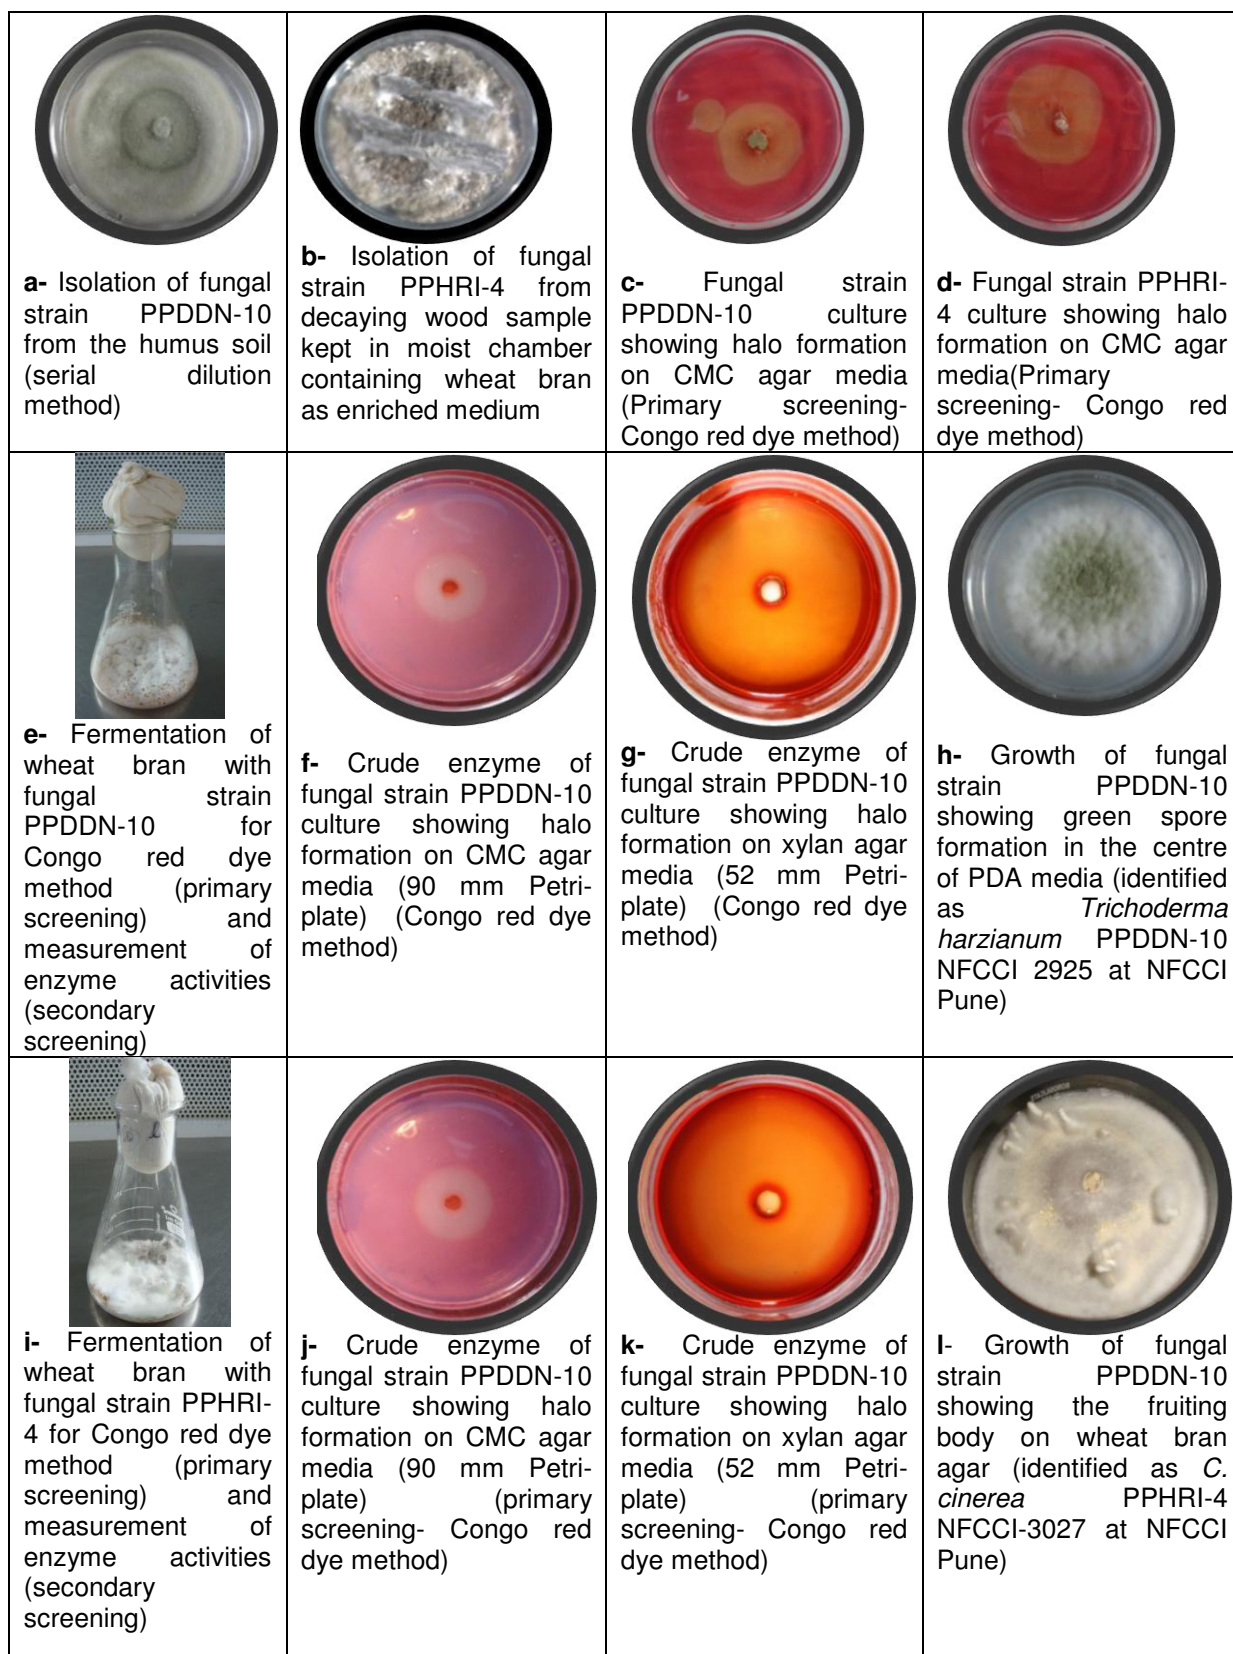 a- Isolation of fungal
strain PPDDN-10
from the humus soil
(serial dilution
method)
b- Isolation of fungal
strain PPHRI-4 from
decaying wood sample
kept in moist chamber
containing wheat bran
as enriched medium
c- Fungal strain
PPDDN-10 culture
showing halo formation
on CMC agar media
(Primary screening-
Congo red dye method)
d- Fungal strain PPHRI-
4 culture showing halo
formation on CMC agar
media(Primary
screening- Congo red
dye method)
e- Fermentation of
wheat bran with
fungal strain
PPDDN-10 for
Congo red dye
method (primary
screening) and
measurement of
enzyme activities
(secondary
screening)
f- Crude enzyme of
fungal strain PPDDN-10
culture showing halo
formation on CMC agar
media (90 mm Petri-
plate) (Congo red dye
method)
g- Crude enzyme of
fungal strain PPDDN-10
culture showing halo
formation on xylan agar
media (52 mm Petri-
plate) (Congo red dye
method)
h- Growth of fungal
strain PPDDN-10
showing green spore
formation in the centre
of PDA media (identified
as Trichoderma
harzianum PPDDN-10
NFCCI 2925 at NFCCI
Pune)
i- Fermentation of
wheat bran with
fungal strain PPHRI-
4 for Congo red dye
method (primary
screening) and
measurement of
enzyme activities
(secondary
screening)
j- Crude enzyme of
fungal strain PPDDN-10
culture showing halo
formation on CMC agar
media (90 mm Petri-
plate) (primary
screening- Congo red
dye method)
k- Crude enzyme of
fungal strain PPDDN-10
culture showing halo
formation on xylan agar
media (52 mm Petri-
plate) (primary
screening- Congo red
dye method)
l- Growth of fungal
strain PPDDN-10
showing the fruiting
body on wheat bran
agar (identified as C.
cinerea PPHRI-4
NFCCI-3027 at NFCCI
Pune)